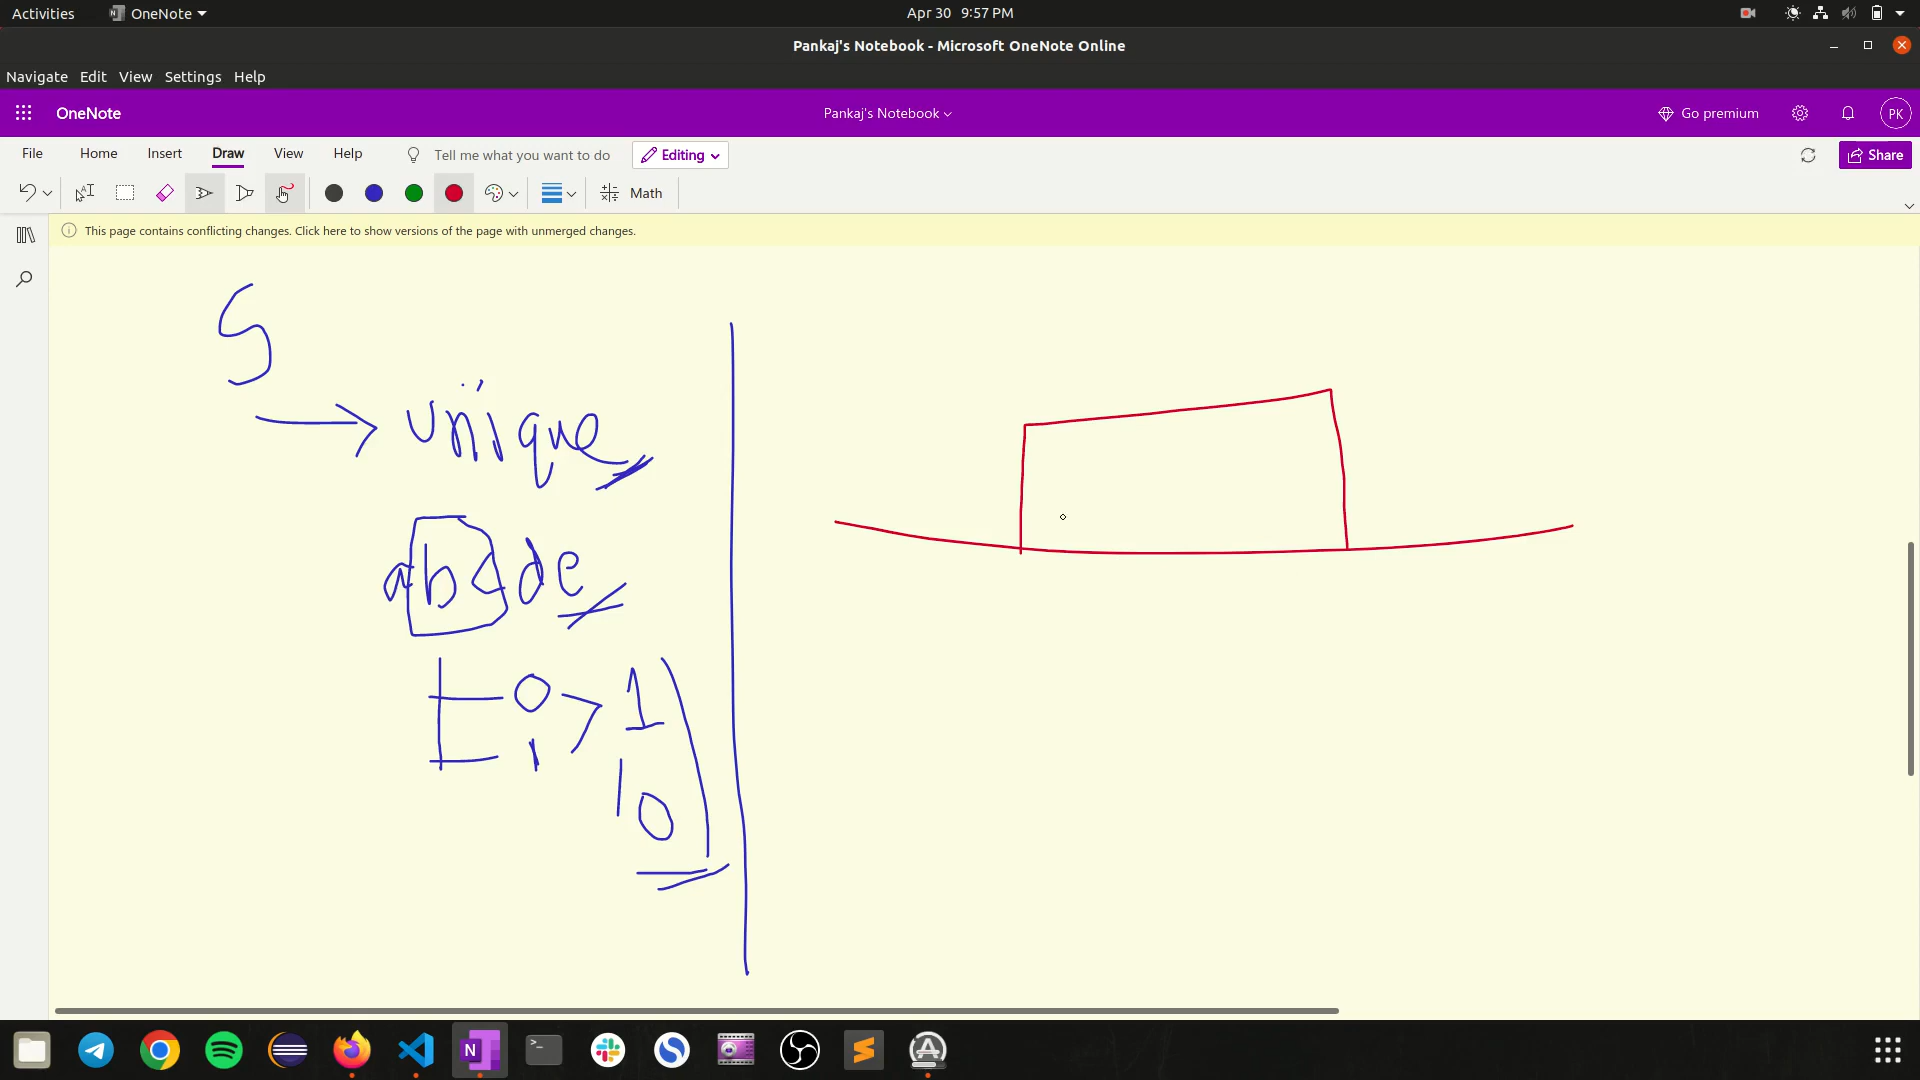 Activities OneNote Apr 30 9:57 PM
Pankaj's Notebook - Microsoft OneNote Online
Navigate Edit View Settings Help
OneNote Pankaj's Notebook Go premium PK
File Home Insert Draw View Help Tell me what you want to do Editing Share
Math
This page contains conflicting changes. Click here to show versions of the page with unmerged changes.
S
unique
abcde
0 1
1 0